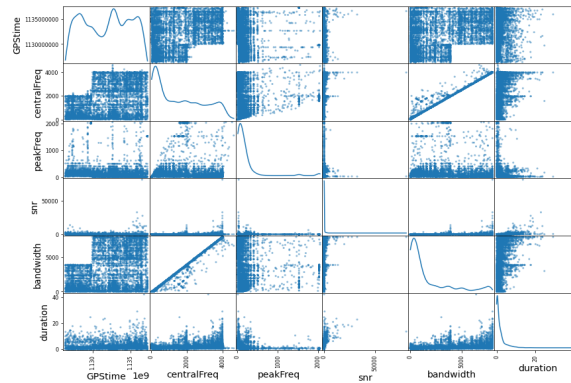 GPStime
1135000000
1130000000
centralFreq
4000
2000
0
peakFreq
2000
1000
0
snr
50000
0
bandwidth
5000
0
duration
40
20
0
1.130
1.135
1e9
0
2000
4000
0
1000
2000
0
50000
0
5000
0
20
GPStime
centralFreq
peakFreq
snr
bandwidth
duration